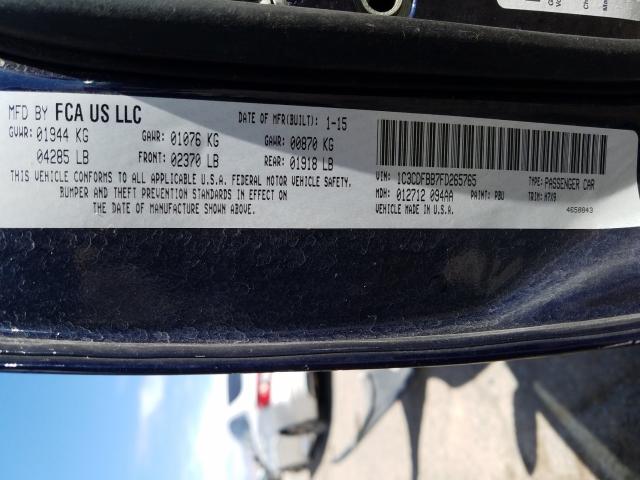 MFD BY FCA US LLC DATE OF MFR(BUILT): 1-15
GVWR: 01944 KG GAWR: 01076 KG GAWR: 00870 KG
04285 LB FRONT: 02370 LB REAR: 01918 LB
THIS VEHICLE CONFORMS TO ALL APPLICABLE U.S.A. FEDERAL MOTOR VEHICLE SAFETY,
BUMPER AND THEFT PREVENTION STANDARDS IN EFFECT ON
THE DATE OF MANUFACTURE SHOWN ABOVE.
VIN: 1C3CDFBB7FD265765 TYPE: PASSENGER CAR
MDH: 012712 094AA PAINT: PBU TRIM: A7X9
VEHICLE MADE IN U.S.A. 4658043